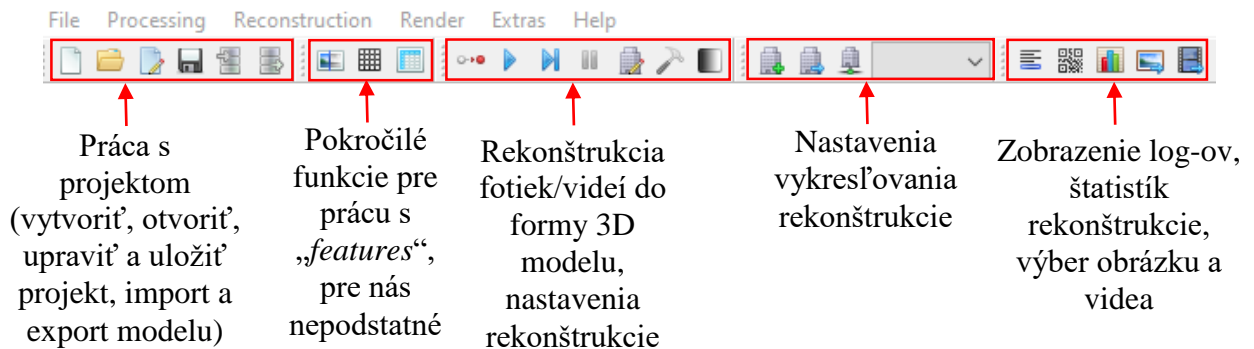 File Processing Reconstruction Render Extras Help
Práca s
projektom
(vytvoriť, otvoriť,
upraviť a uložiť
projekt, import a
export modelu)
Pokročilé
funkcie pre
prácu s
„features“,
pre nás
nepodstatné
Rekonštrukcia
fotiek/videí do
formy 3D
modelu,
nastavenia
rekonštrukcie
Nastavenia
vykresľovania
rekonštrukcie
Zobrazenie log-ov,
štatistík
rekonštrukcie,
výber obrázku a
videa